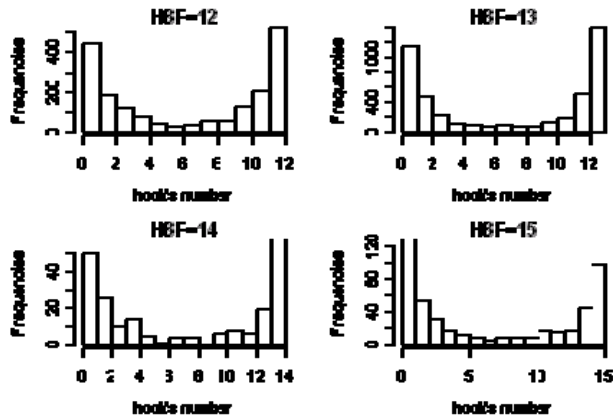 HBF=12
Frequencies
0 200 400
0 2 4 6 8 10 12
hook's number
HBF=13
Frequencies
0 400 1000
0 2 4 6 8 10 12
hook's number
HBF=14
Frequencies
0 20 40
0 2 4 6 8 10 12 14
hook's number
HBF=15
Frequencies
0 40 80 120
0 5 10 15
hook's number